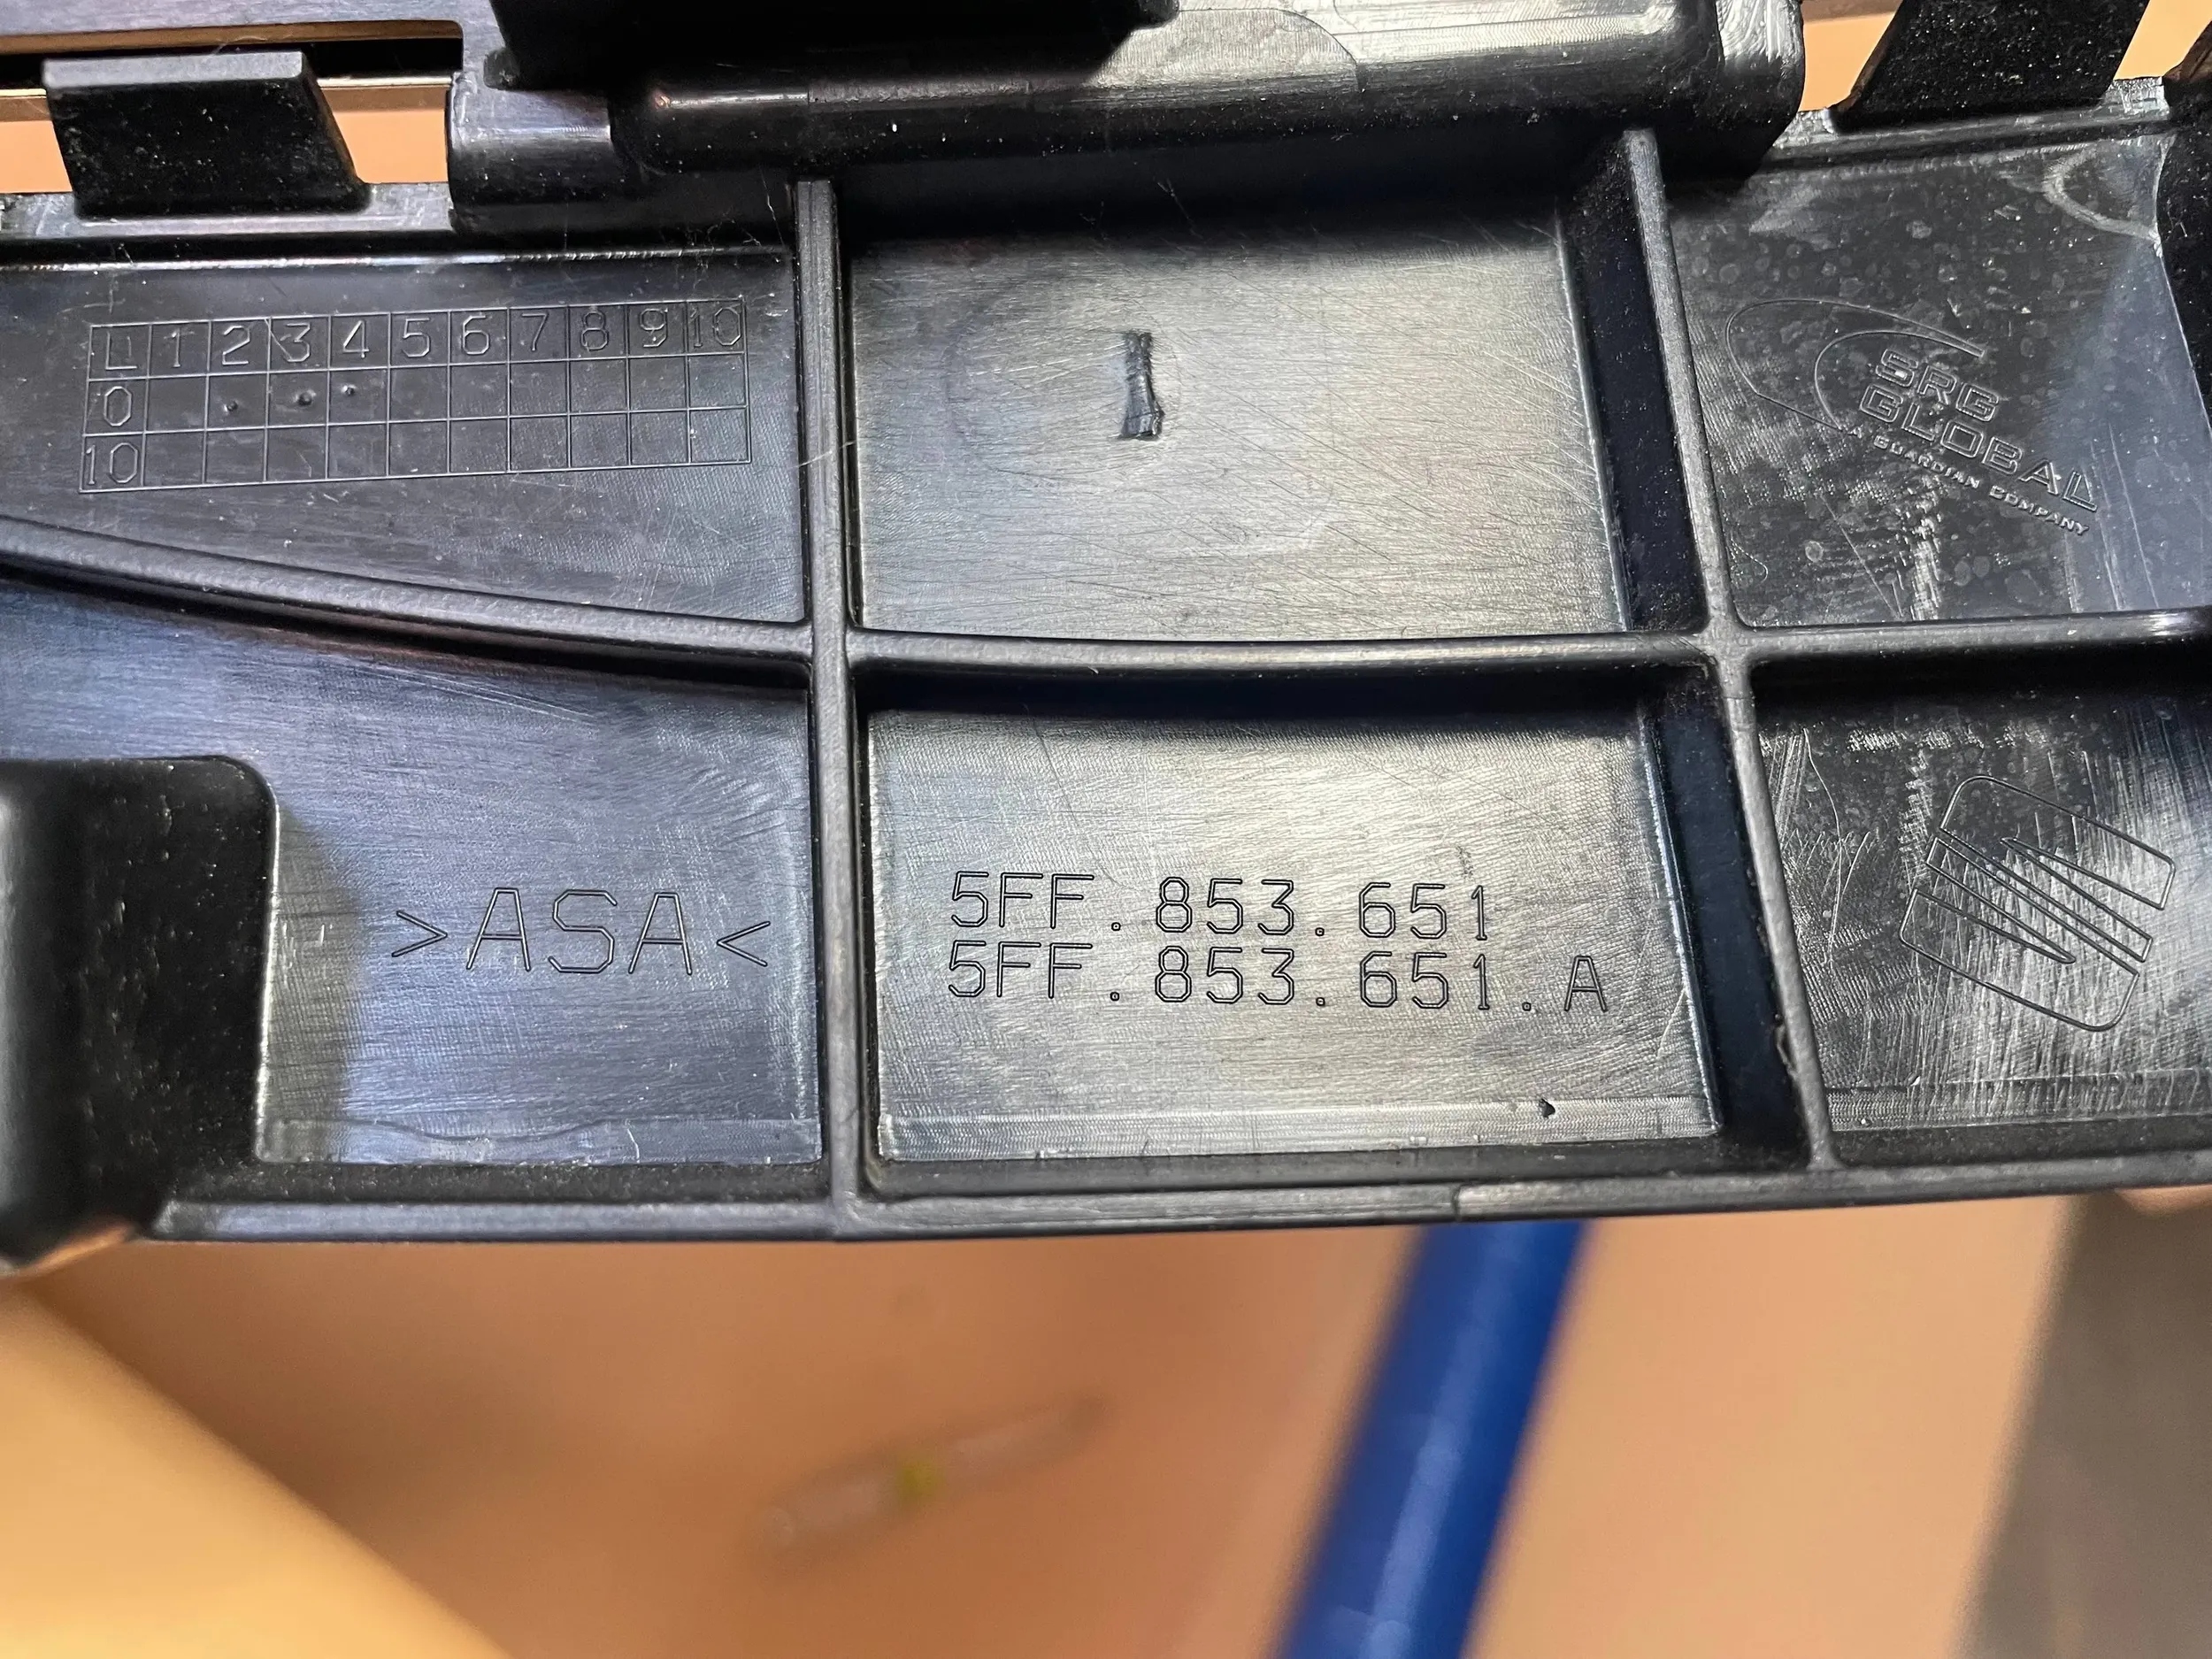 1 2 3 4 5 6 7 8 9 10
0
10
SRG
GLOBAL
A GUARDIAN COMPANY
>ASA<
5FF.853.651
5FF.853.651.A